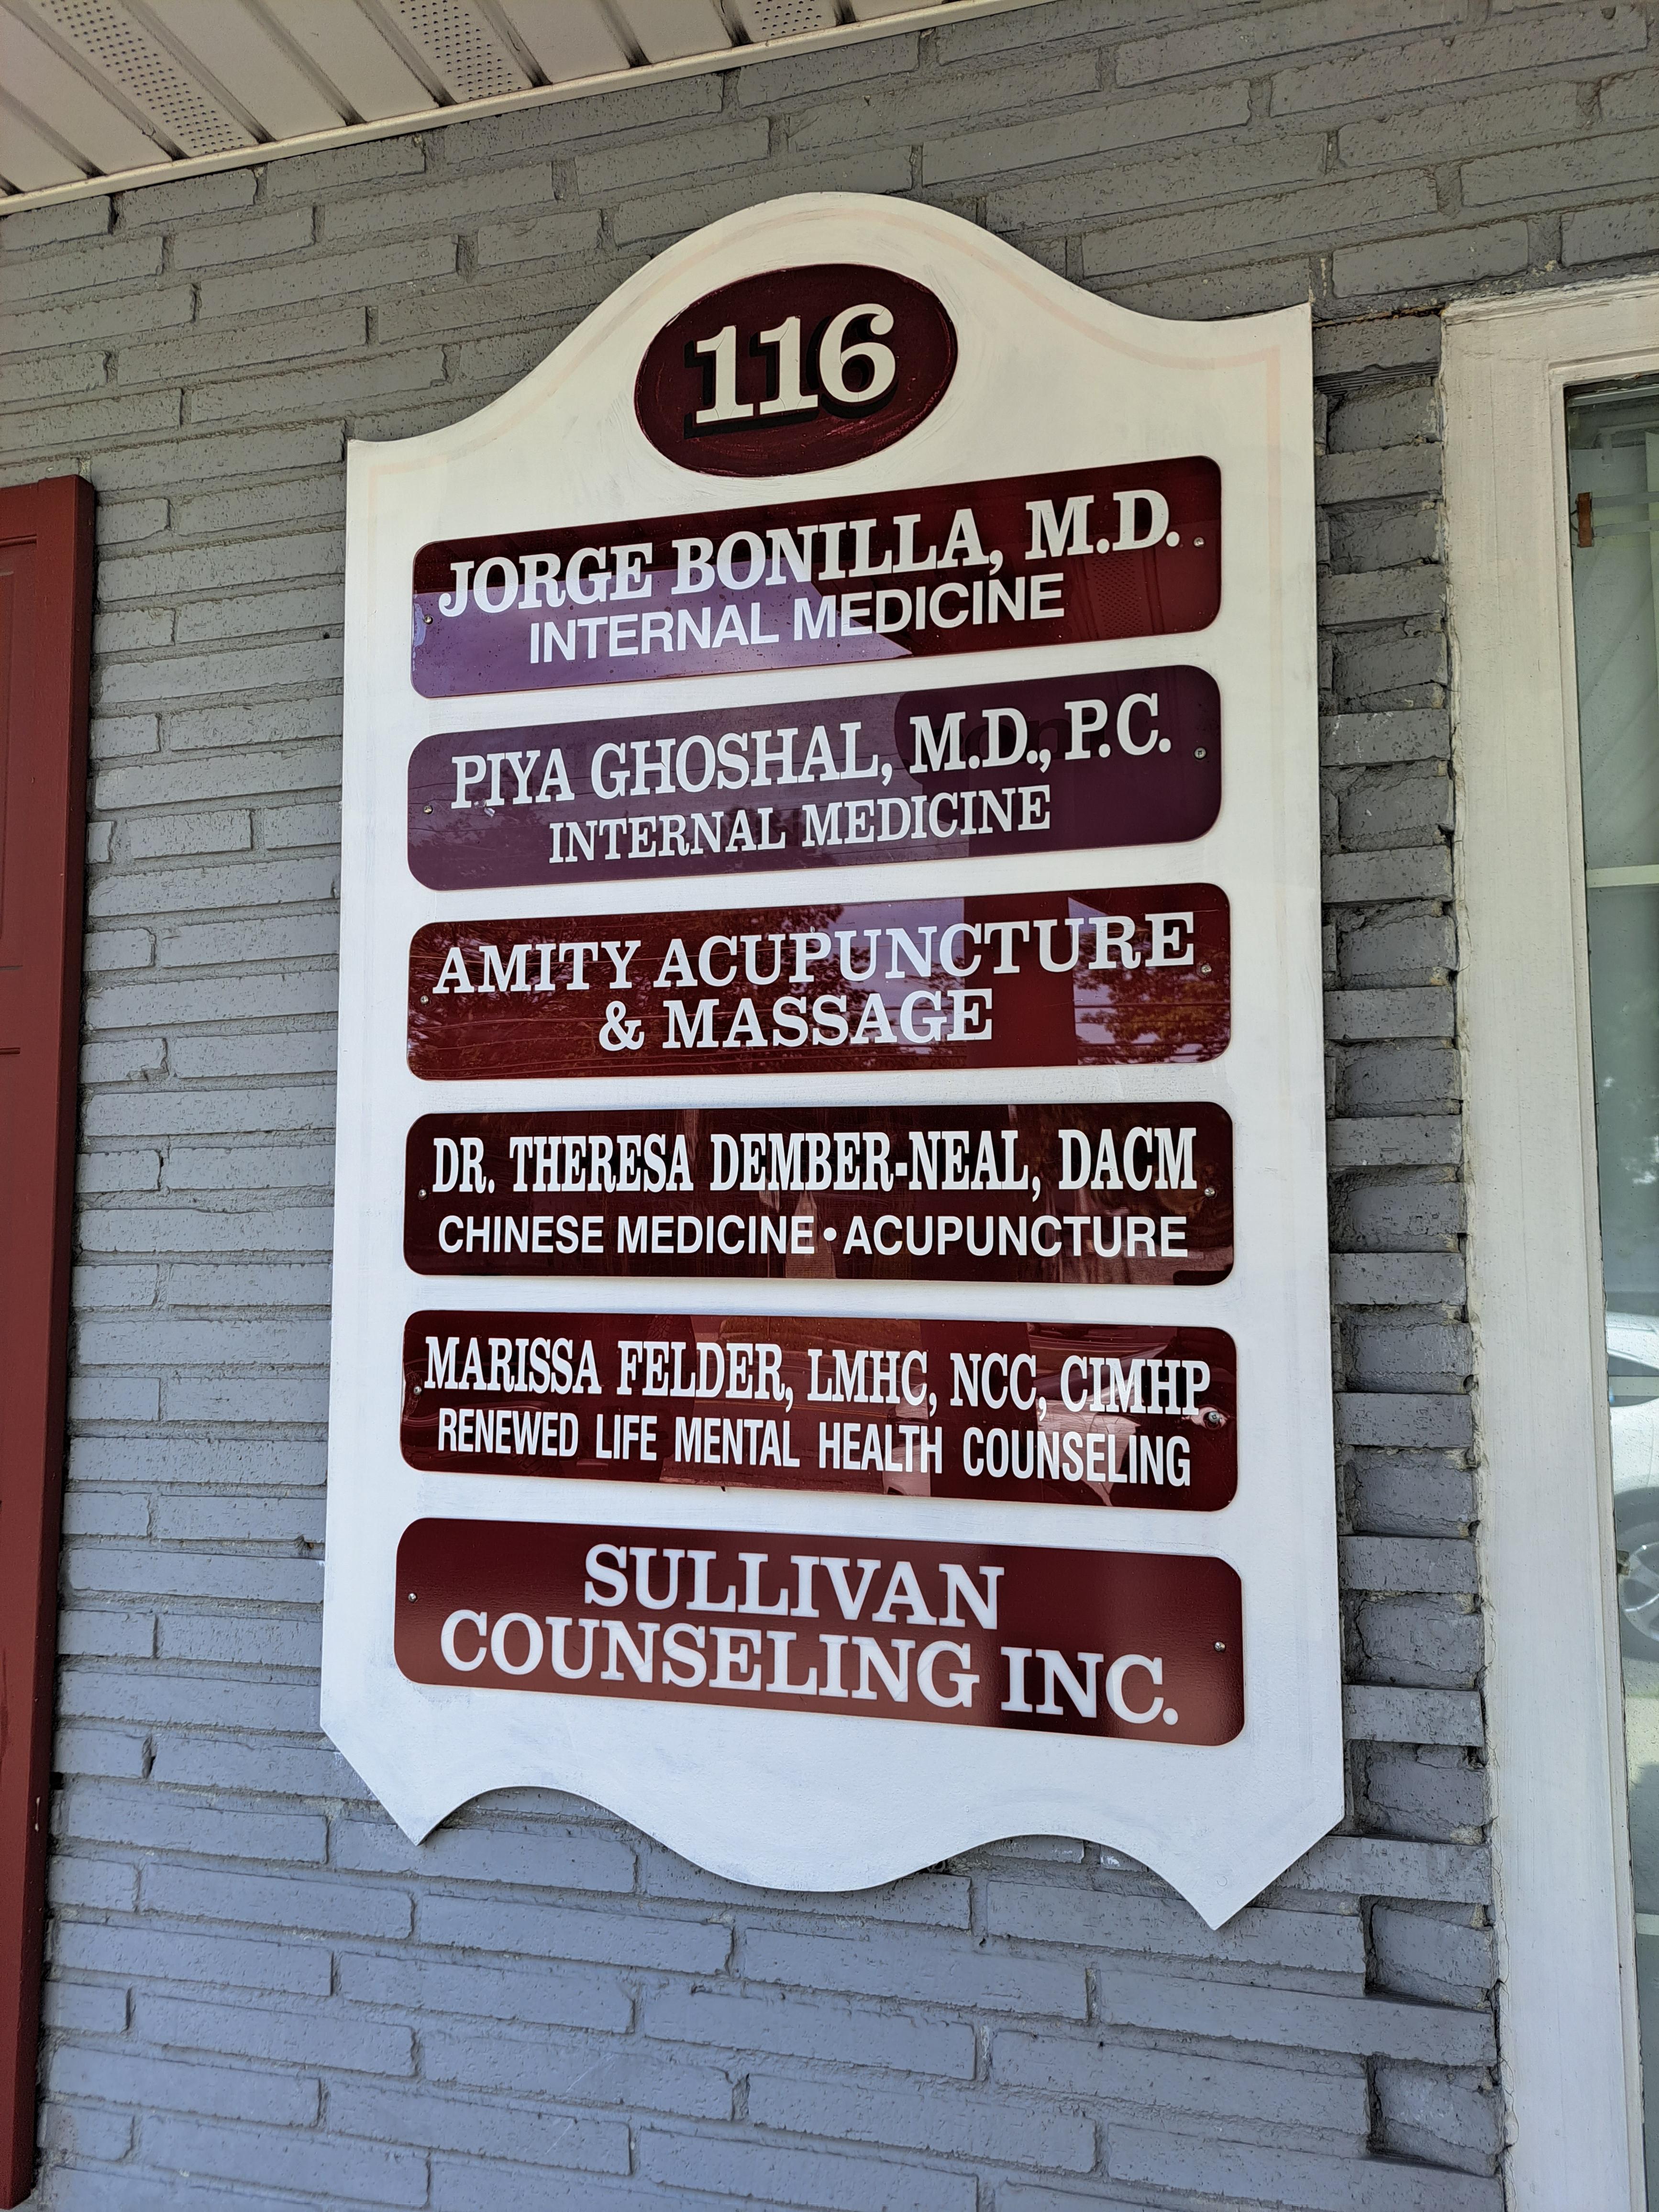 116
JORGE BONILLA, M.D.
INTERNAL MEDICINE
PIYA GHOSHAL, M.D., P.C.
INTERNAL MEDICINE
AMITY ACUPUNCTURE
& MASSAGE
DR. THERESA DEMBER-NEAL, DACM
CHINESE MEDICINE • ACUPUNCTURE
MARISSA FELDER, LMHC, NCC, CIMHP
RENEWED LIFE MENTAL HEALTH COUNSELING
SULLIVAN
COUNSELING INC.